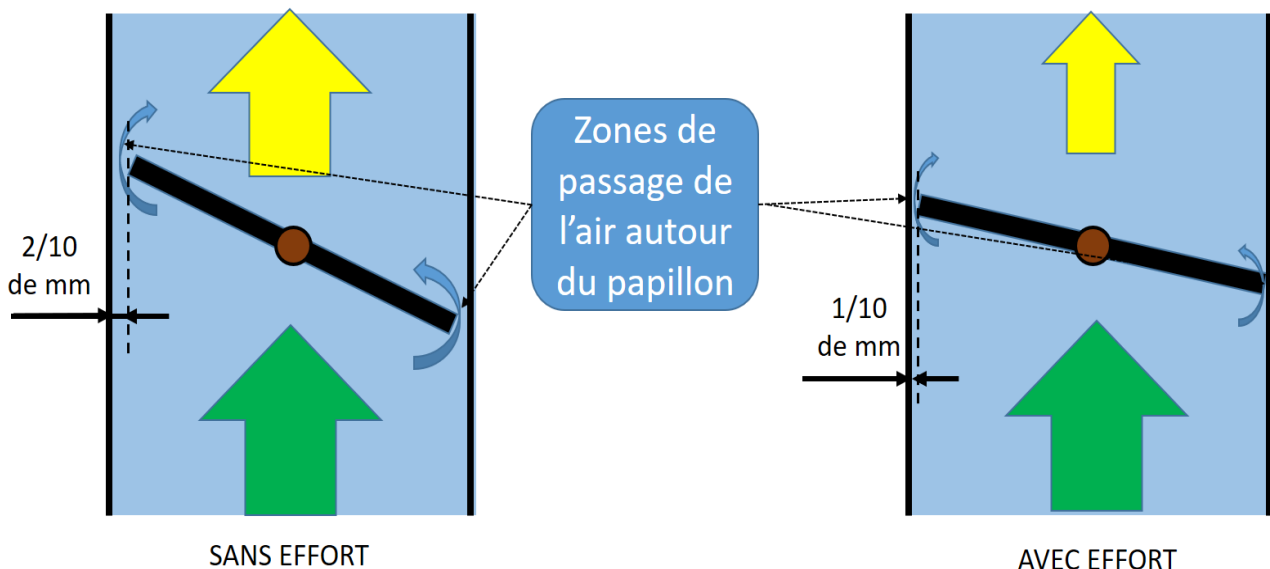 Zones de
passage de
l’air autour
du papillon
2/10
de mm
1/10
de mm
SANS EFFORT
AVEC EFFORT